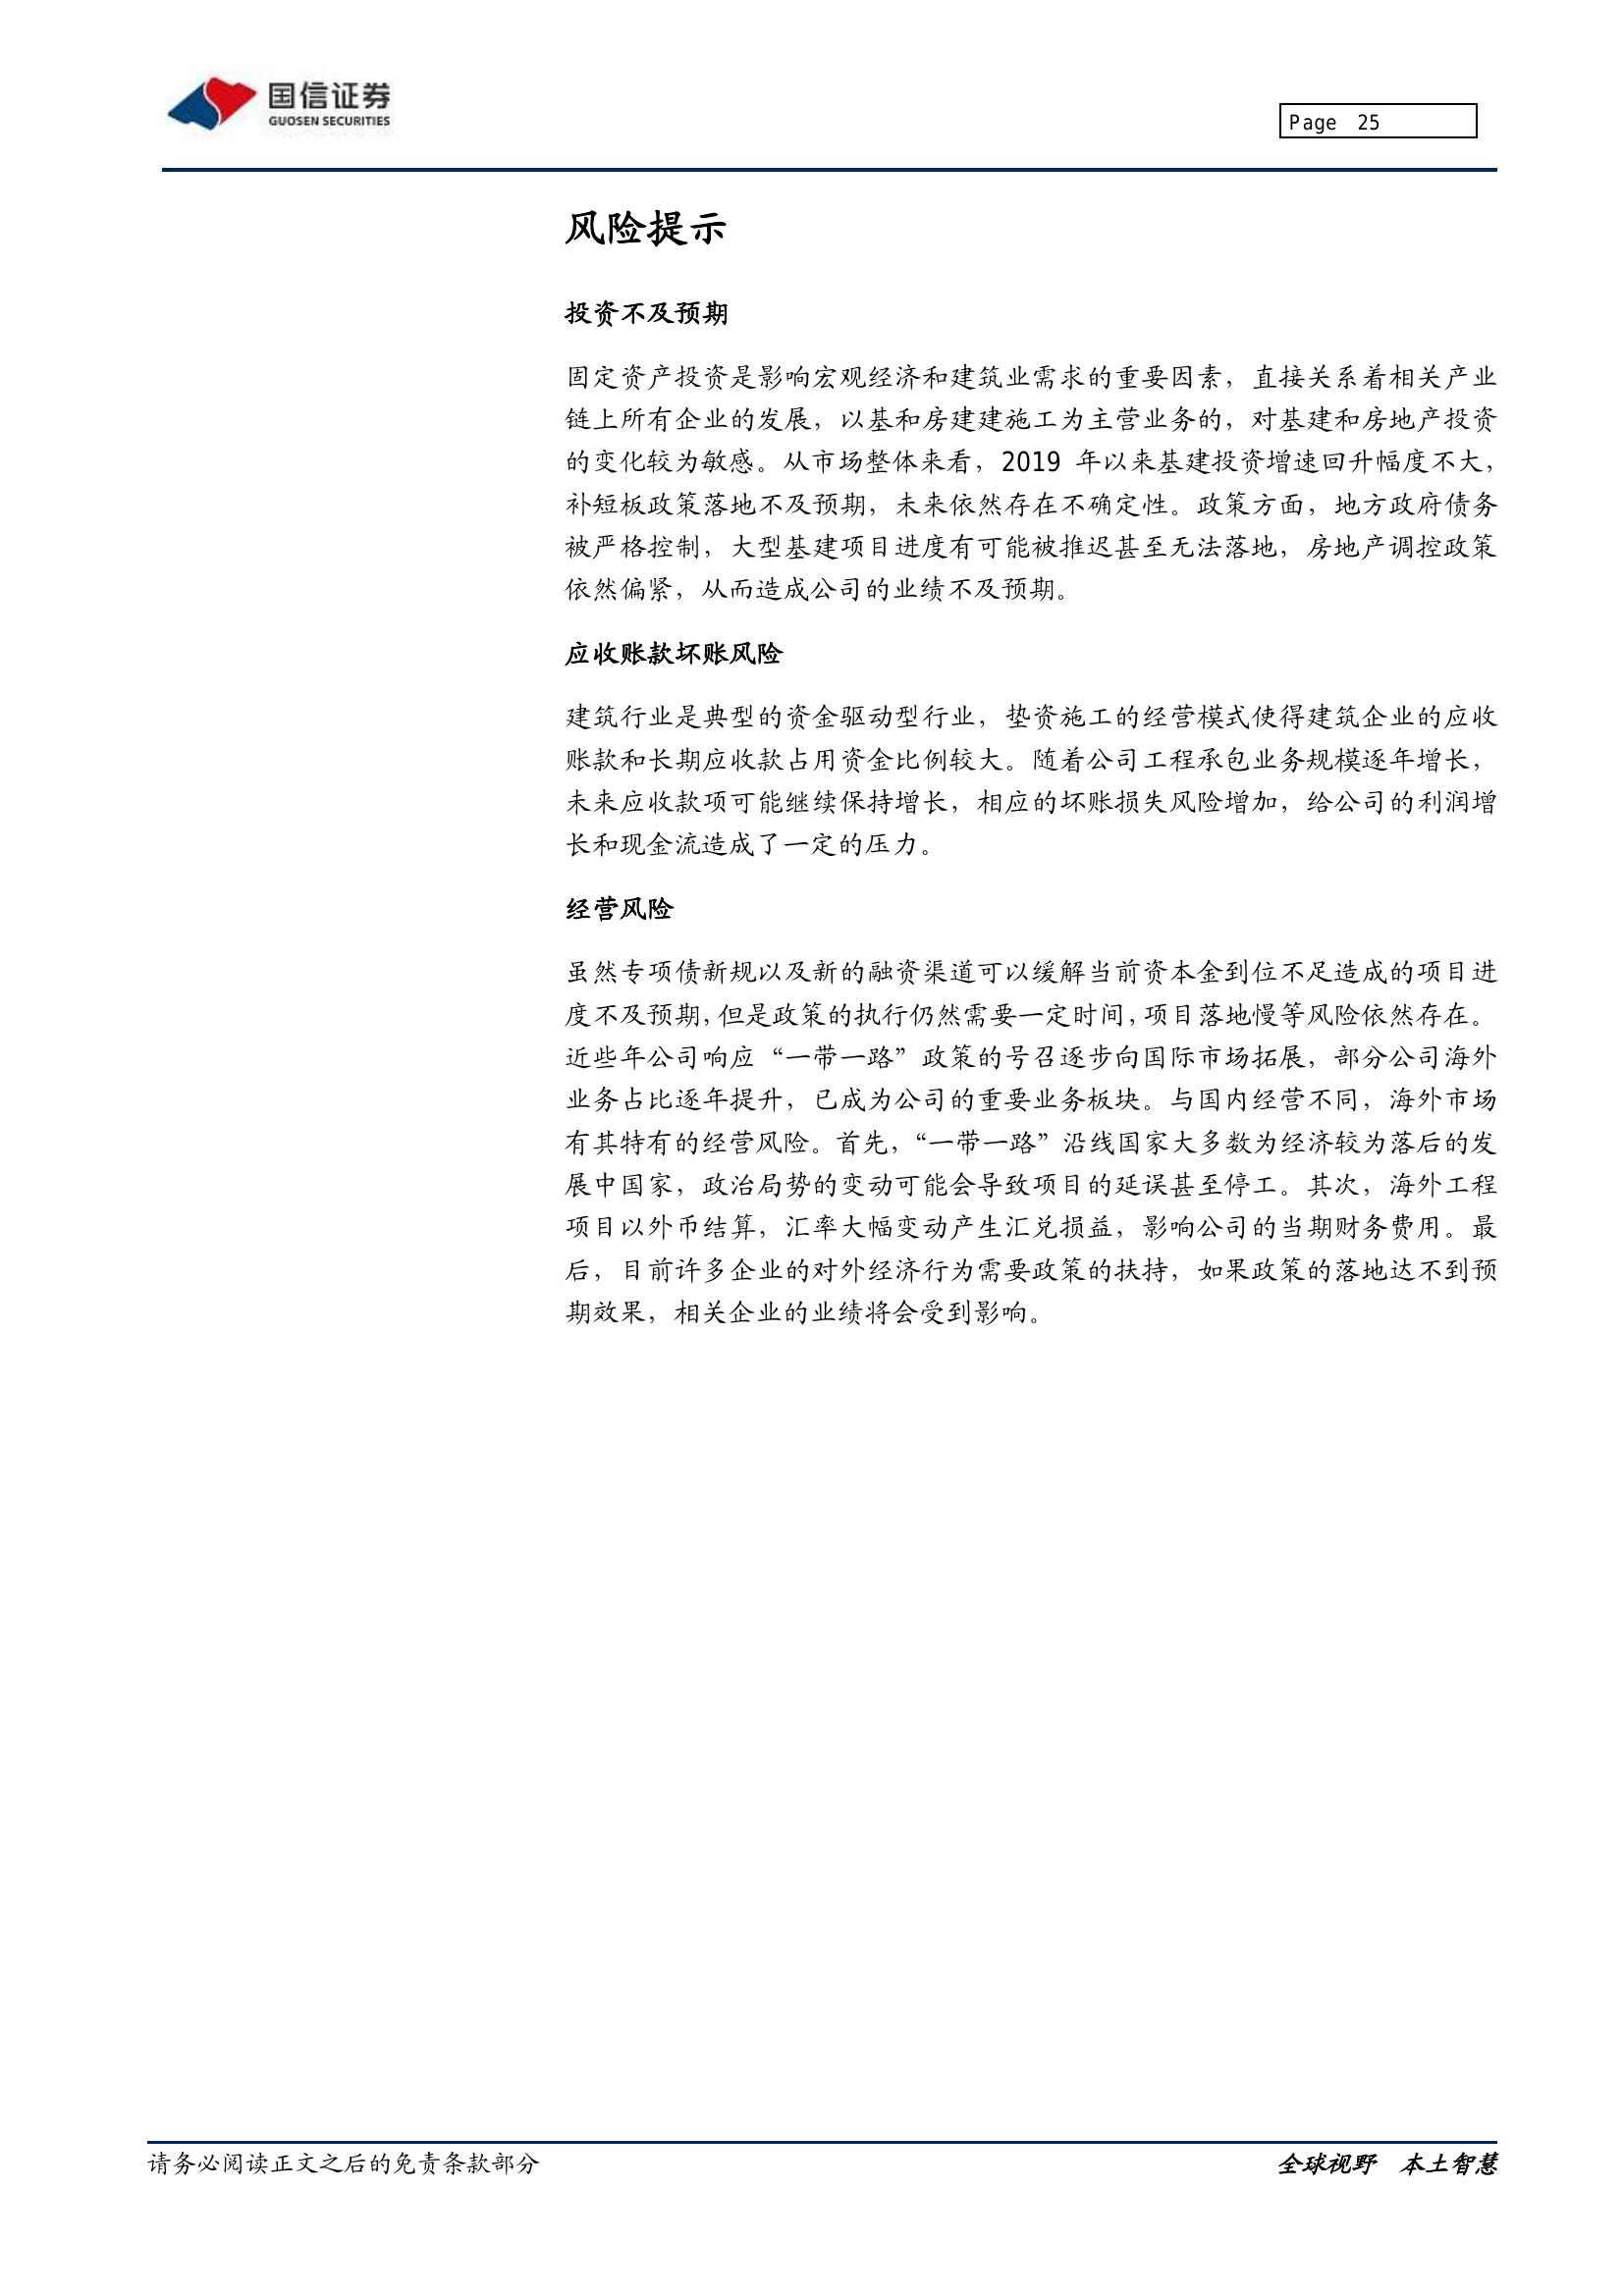 国信证券
GUOSEN SECURITIES
Page 25
风险提示
投资不及预期
固定资产投资是影响宏观经济和建筑业需求的重要因素，直接关系着相关产业
链上所有企业的发展，以基和房建建施工为主营业务的，对基建和房地产投资
的变化较为敏感。从市场整体来看，2019 年以来基建投资增速回升幅度不大，
补短板政策落地不及预期，未来依然存在不确定性。政策方面，地方政府债务
被严格控制，大型基建项目进度有可能被推迟甚至无法落地，房地产调控政策
依然偏紧，从而造成公司的业绩不及预期。
应收账款坏账风险
建筑行业是典型的资金驱动型行业，垫资施工的经营模式使得建筑企业的应收
账款和长期应收款占用资金比例较大。随着公司工程承包业务规模逐年增长，
未来应收款项可能继续保持增长，相应的坏账损失风险增加，给公司的利润增
长和现金流造成了一定的压力。
经营风险
虽然专项债新规以及新的融资渠道可以缓解当前资本金到位不足造成的项目进
度不及预期，但是政策的执行仍然需要一定时间，项目落地慢等风险依然存在。
近些年公司响应“一带一路”政策的号召逐步向国际市场拓展，部分公司海外
业务占比逐年提升，已成为公司的重要业务板块。与国内经营不同，海外市场
有其特有的经营风险。首先，“一带一路”沿线国家大多数为经济较为落后的发
展中国家，政治局势的变动可能会导致项目的延误甚至停工。其次，海外工程
项目以外币结算，汇率大幅变动产生汇兑损益，影响公司的当期财务费用。最
后，目前许多企业的对外经济行为需要政策的扶持，如果政策的落地达不到预
期效果，相关企业的业绩将会受到影响。
请务必阅读正文之后的免责条款部分
全球视野 本土智慧